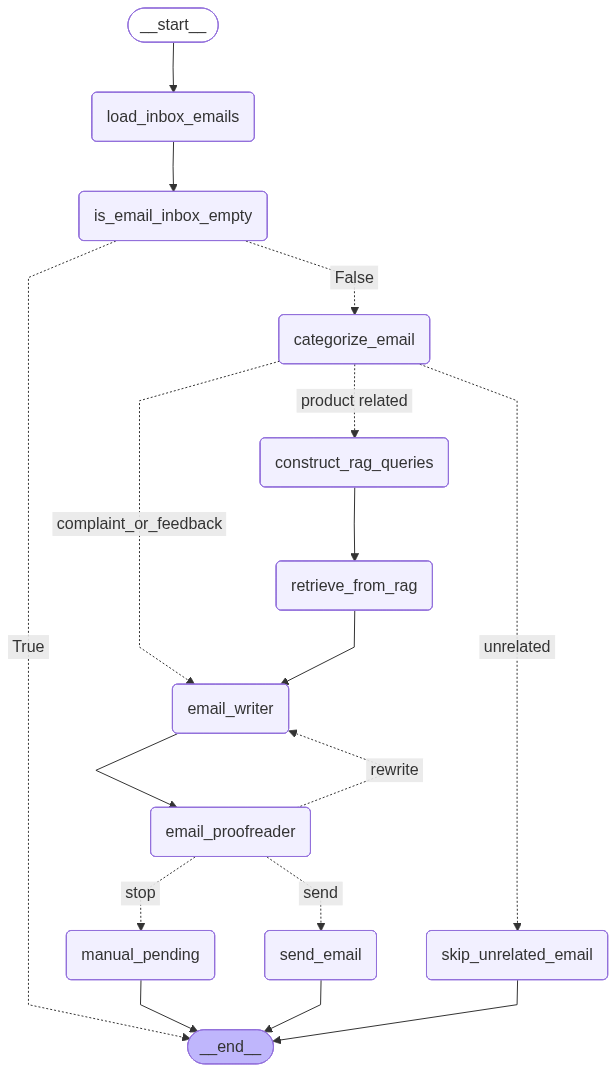 __start__
load_inbox_emails
is_email_inbox_empty
False
categorize_email
product related
construct_rag_queries
complaint_or_feedback
retrieve_from_rag
True
unrelated
email_writer
rewrite
email_proofreader
stop
send
manual_pending
send_email
skip_unrelated_email
__end__